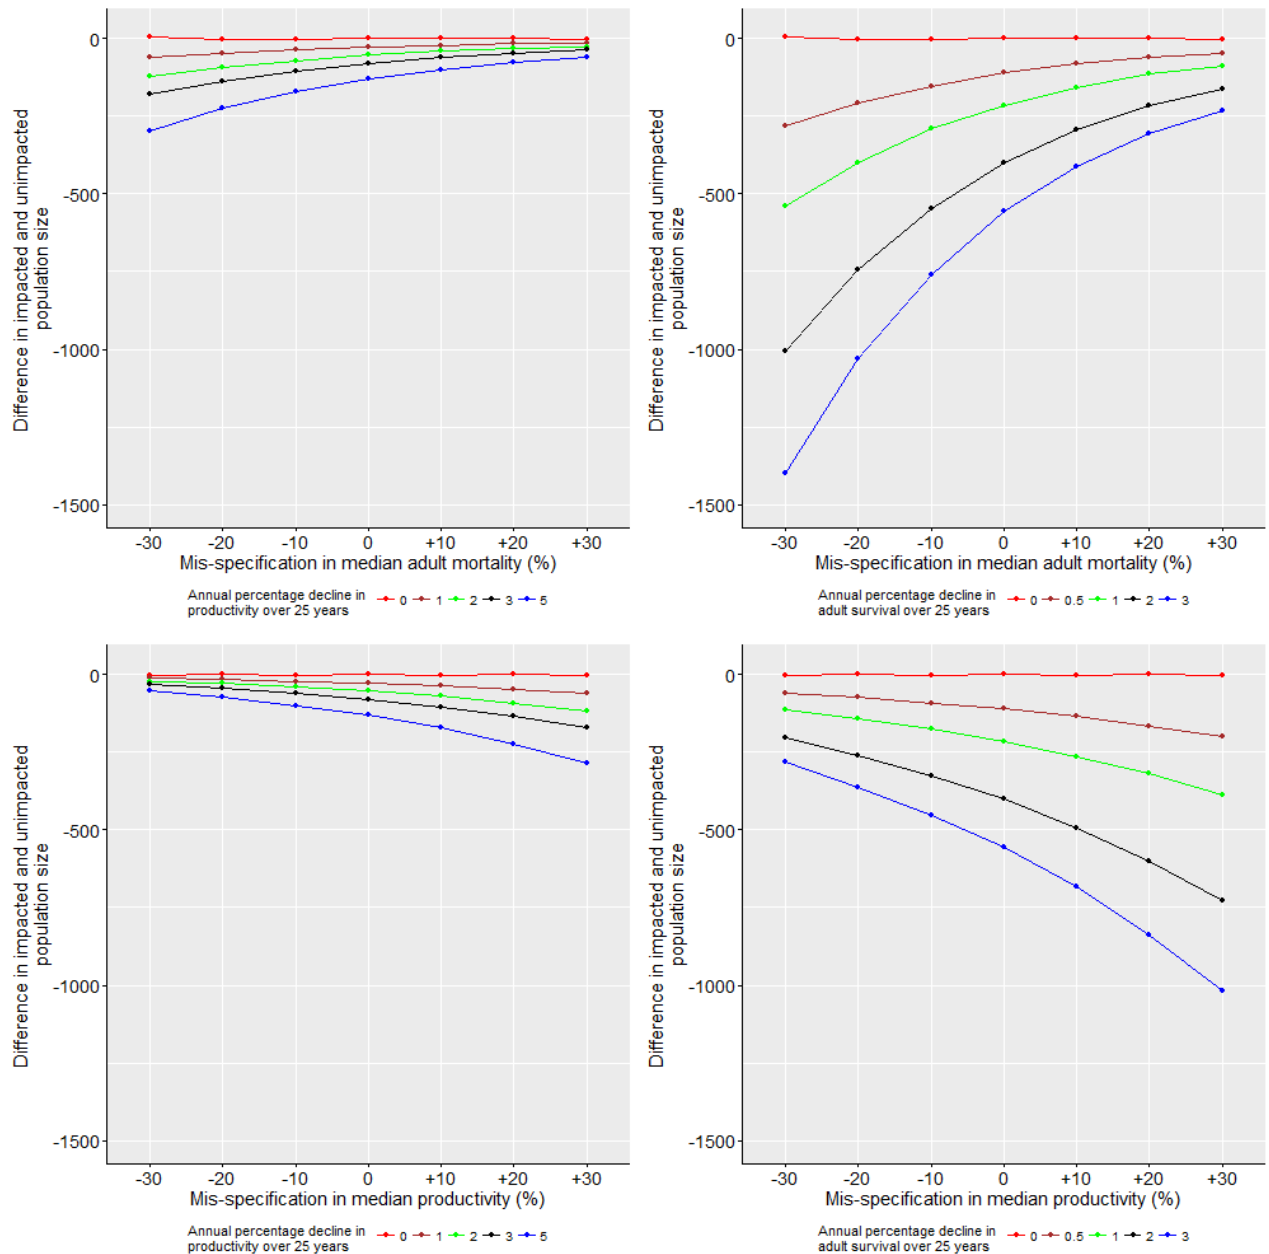 Difference in impacted and unimpacted
population size
0
-500
-1000
-1500
-30 -20 -10 0 +10 +20 +30
Mis-specification in median adult mortality (%)
Annual percentage decline in
productivity over 25 years
0 1 2 3 5
Difference in impacted and unimpacted
population size
0
-500
-1000
-1500
-30 -20 -10 0 +10 +20 +30
Mis-specification in median adult mortality (%)
Annual percentage decline in
adult survival over 25 years
0 0.5 1 2 3
Difference in impacted and unimpacted
population size
0
-500
-1000
-1500
-30 -20 -10 0 +10 +20 +30
Mis-specification in median productivity (%)
Annual percentage decline in
productivity over 25 years
0 1 2 3 5
Difference in impacted and unimpacted
population size
0
-500
-1000
-1500
-30 -20 -10 0 +10 +20 +30
Mis-specification in median productivity (%)
Annual percentage decline in
adult survival over 25 years
0 0.5 1 2 3